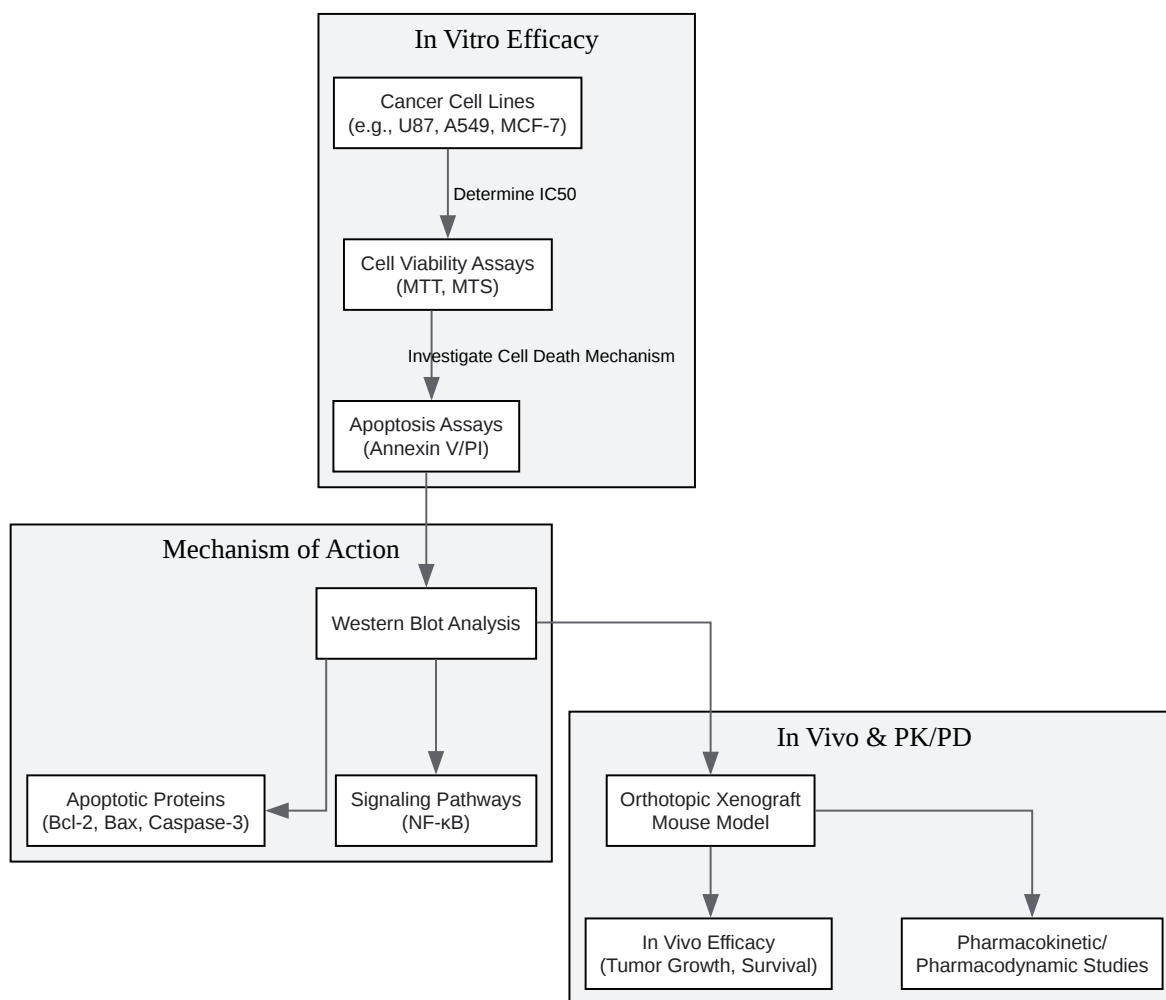 In Vitro Efficacy
Cancer Cell Lines
(e.g., U87, A549, MCF-7)
Determine IC50
Cell Viability Assays
(MTT, MTS)
Investigate Cell Death Mechanism
Apoptosis Assays
(Annexin V/PI)
Mechanism of Action
Western Blot Analysis
Apoptotic Proteins
(Bcl-2, Bax, Caspase-3)
Signaling Pathways
(NF-κB)
In Vivo & PK/PD
Orthotopic Xenograft
Mouse Model
In Vivo Efficacy
(Tumor Growth, Survival)
Pharmacokinetic/
Pharmacodynamic Studies